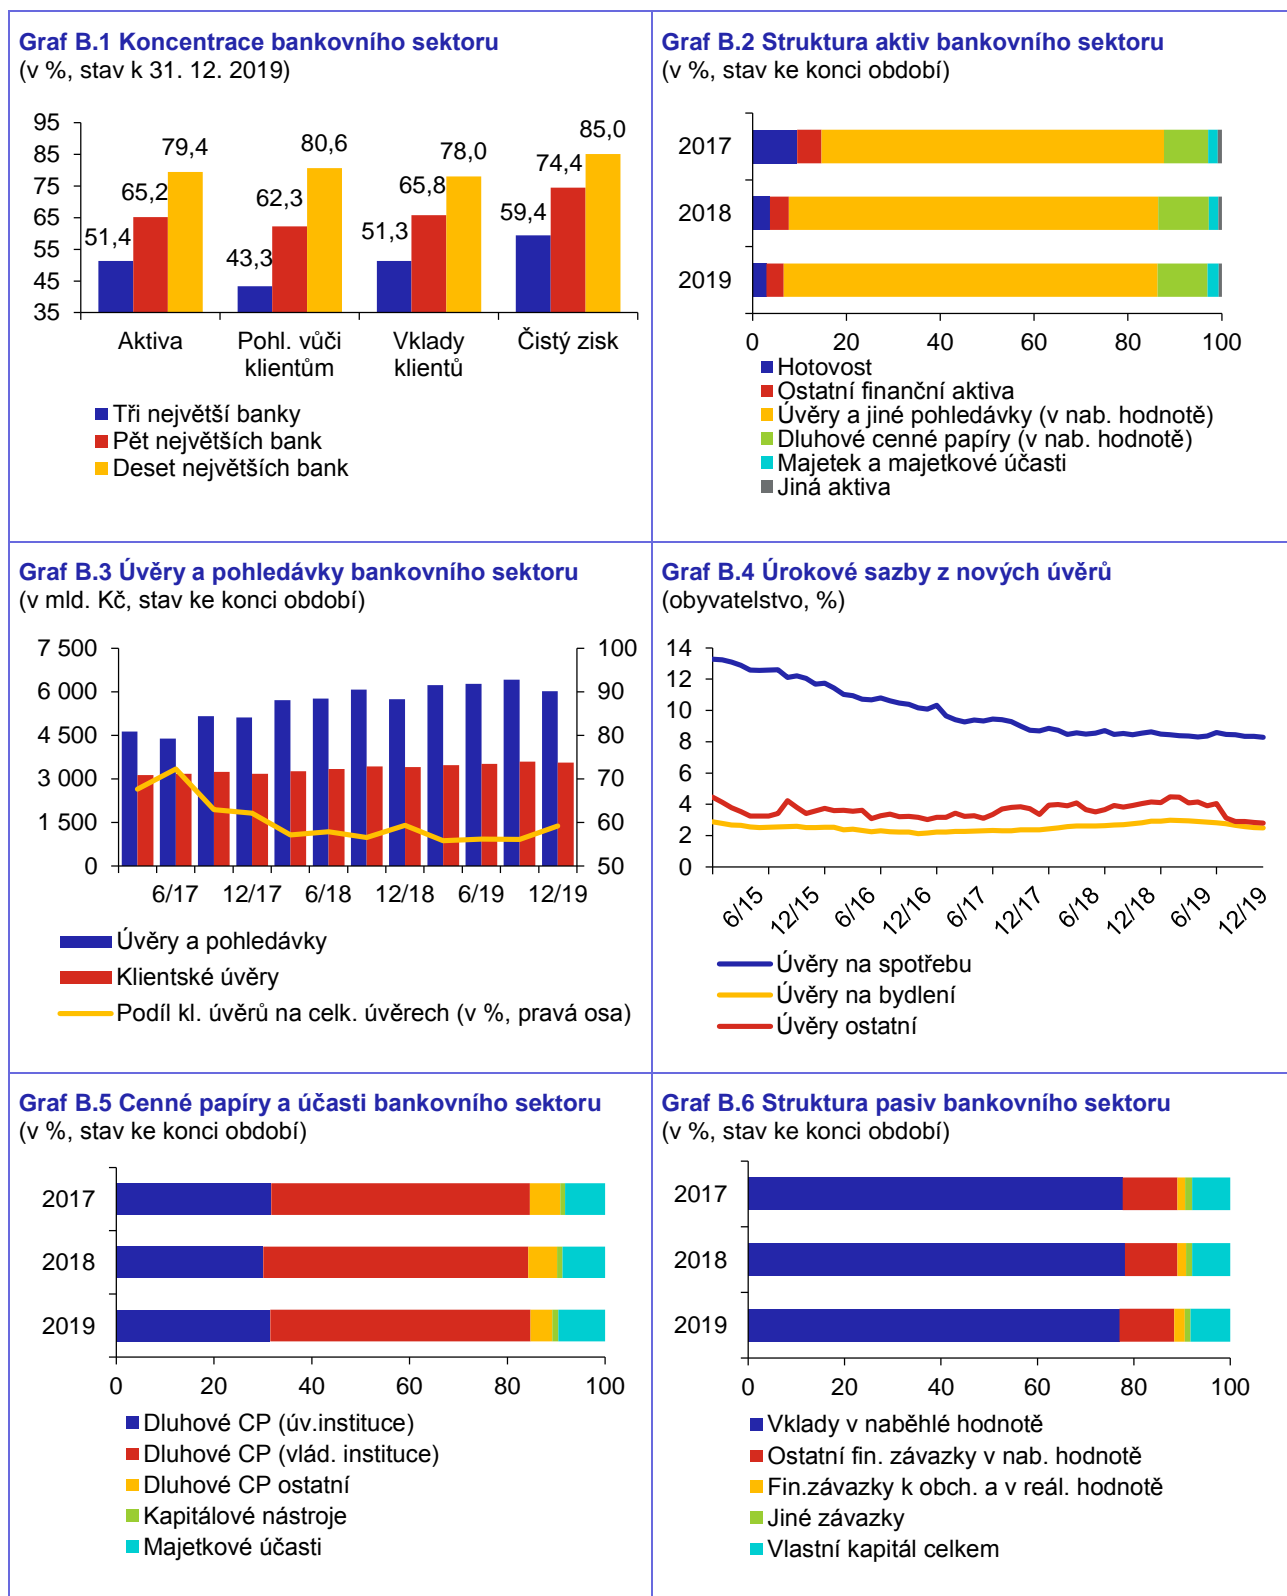 Graf B.1 Koncentrace bankovního sektoru
(v %, stav k 31. 12. 2019)
95
85
75
65
55
45
35
51,4
65,2
79,4
43,3
62,3
80,6
51,3
65,8
78,0
59,4
74,4
85,0
Aktiva
Pohl. vůči
klientům
Vklady
klientů
Čistý zisk
Tři největší banky
Pět největších bank
Deset největších bank
Graf B.2 Struktura aktiv bankovního sektoru
(v %, stav ke konci období)
2017
2018
2019
0 20 40 60 80 100
Hotovost
Ostatní finanční aktiva
Úvěry a jiné pohledávky (v nab. hodnotě)
Dluhové cenné papíry (v nab. hodnotě)
Majetek a majetkové účasti
Jiná aktiva
Graf B.3 Úvěry a pohledávky bankovního sektoru
(v mld. Kč, stav ke konci období)
7 500
6 000
4 500
3 000
1 500
0
100
90
80
70
60
50
6/17 12/17 6/18 12/18 6/19 12/19
Úvěry a pohledávky
Klientské úvěry
Podíl kl. úvěrů na celk. úvěrech (v %, pravá osa)
Graf B.4 Úrokové sazby z nových úvěrů
(obyvatelstvo, %)
14
12
10
8
6
4
2
0
6/15 12/15 6/16 12/16 6/17 12/17 6/18 12/18 6/19 12/19
Úvěry na spotřebu
Úvěry na bydlení
Úvěry ostatní
Graf B.5 Cenné papíry a účasti bankovního sektoru
(v %, stav ke konci období)
2017
2018
2019
0 20 40 60 80 100
Dluhové CP (úv.instituce)
Dluhové CP (vlád. instituce)
Dluhové CP ostatní
Kapitálové nástroje
Majetkové účasti
Graf B.6 Struktura pasiv bankovního sektoru
(v %, stav ke konci období)
2017
2018
2019
0 20 40 60 80 100
Vklady v naběhlé hodnotě
Ostatní fin. závazky v nab. hodnotě
Fin.závazky k obch. a v reál. hodnotě
Jiné závazky
Vlastní kapitál celkem